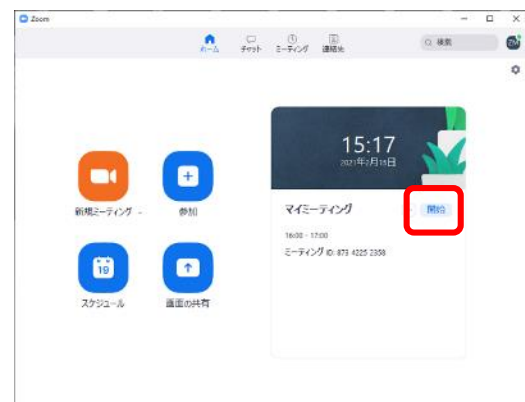 Zoom
ホーム チャット ミーティング 連絡先
検索
ZM
15:17
2021年2月18日
新規ミーティング
参加
マイミーティング
開始
16:00 - 17:00
ミーティング ID: 873 4225 2358
19
スケジュール
画面の共有